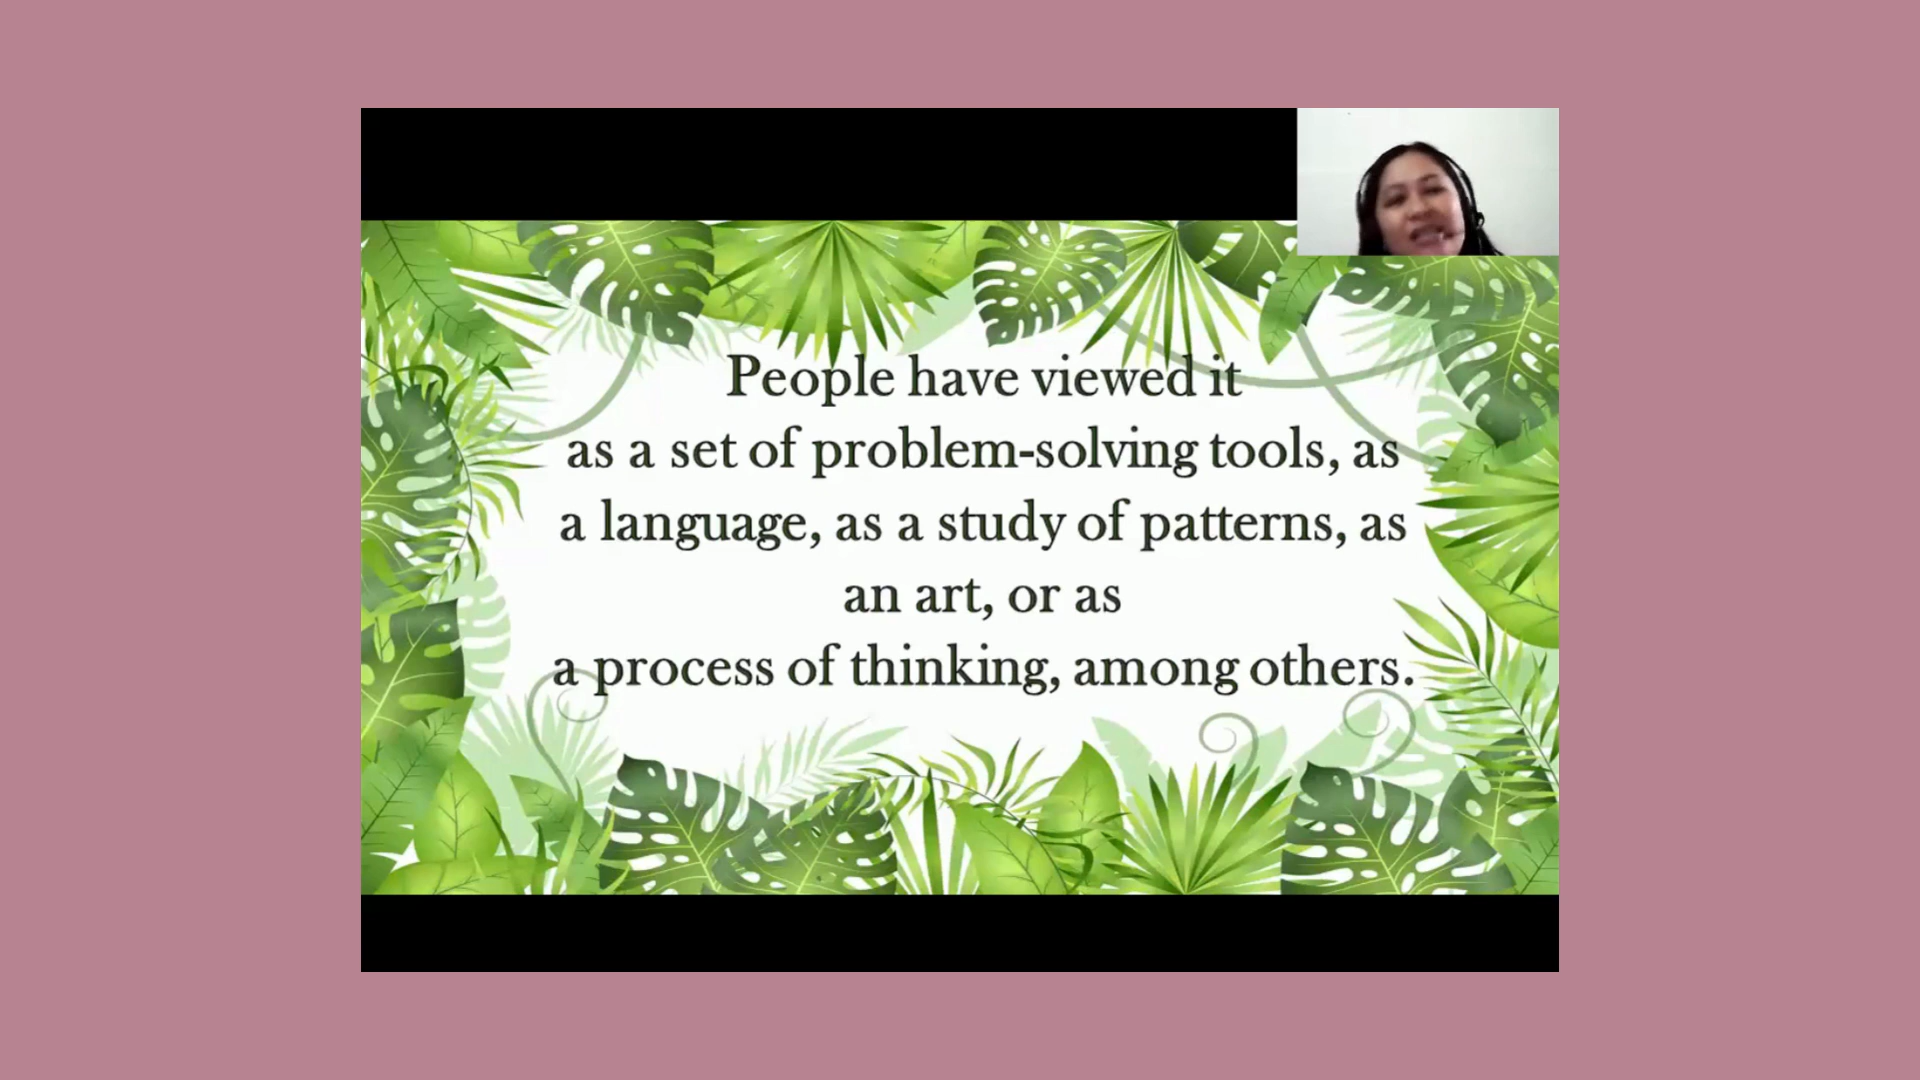 People have viewed it
as a set of problem-solving tools, as
a language, as a study of patterns, as
an art, or as
a process of thinking, among others.